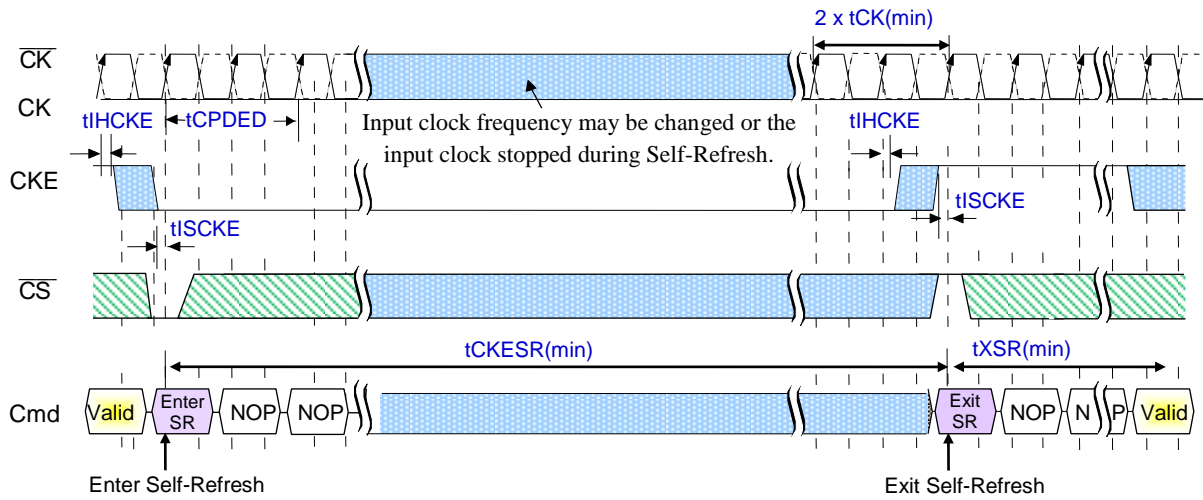 2 x tCK(min)
CK
CK
tIHCKE
tCPDED
Input clock frequency may be changed or the
input clock stopped during Self-Refresh.
tIHCKE
CKE
tISCKE
tISCKE
CS
tCKESR(min)
tXSR(min)
Cmd
Valid
Enter
SR
NOP
NOP
Exit
SR
NOP
N
P
Valid
Enter Self-Refresh
Exit Self-Refresh